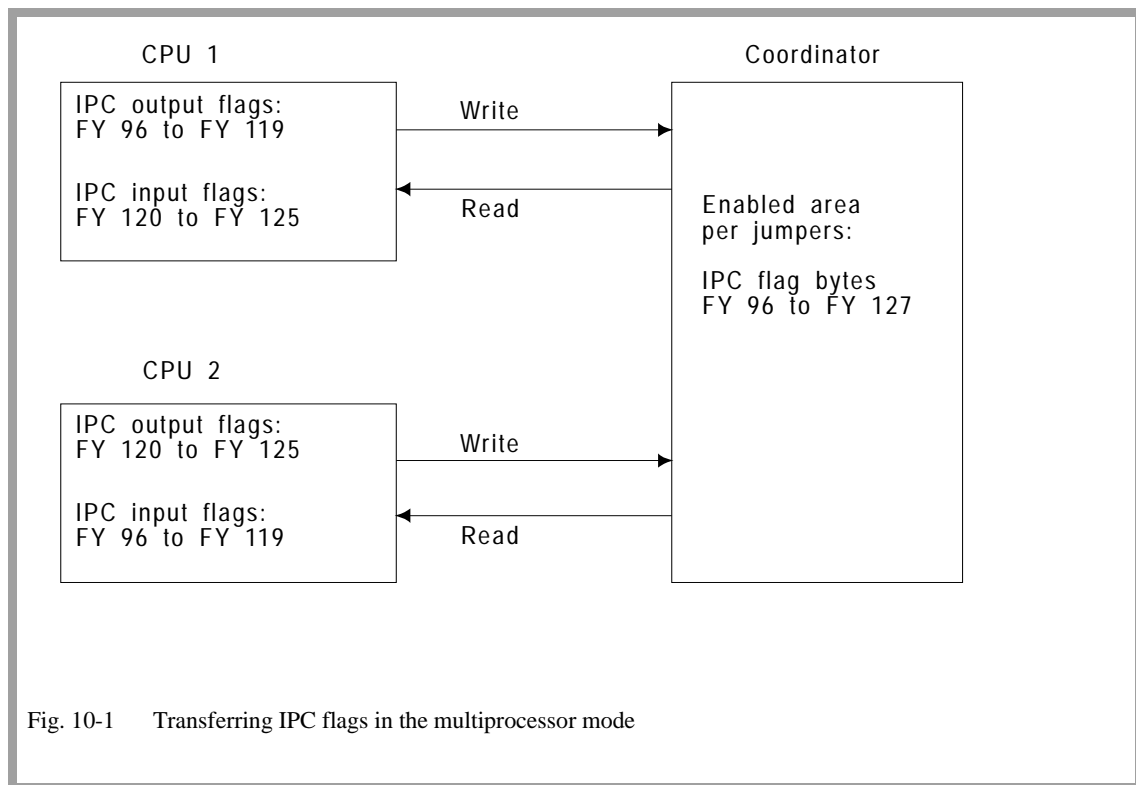 CPU 1
IPC output flags:
FY 96 to FY 119
IPC input flags:
FY 120 to FY 125
Write
Read
Coordinator
Enabled area
per jumpers:
IPC flag bytes
FY 96 to FY 127
CPU 2
IPC output flags:
FY 120 to FY 125
IPC input flags:
FY 96 to FY 119
Write
Read
Fig. 10-1 Transferring IPC flags in the multiprocessor mode